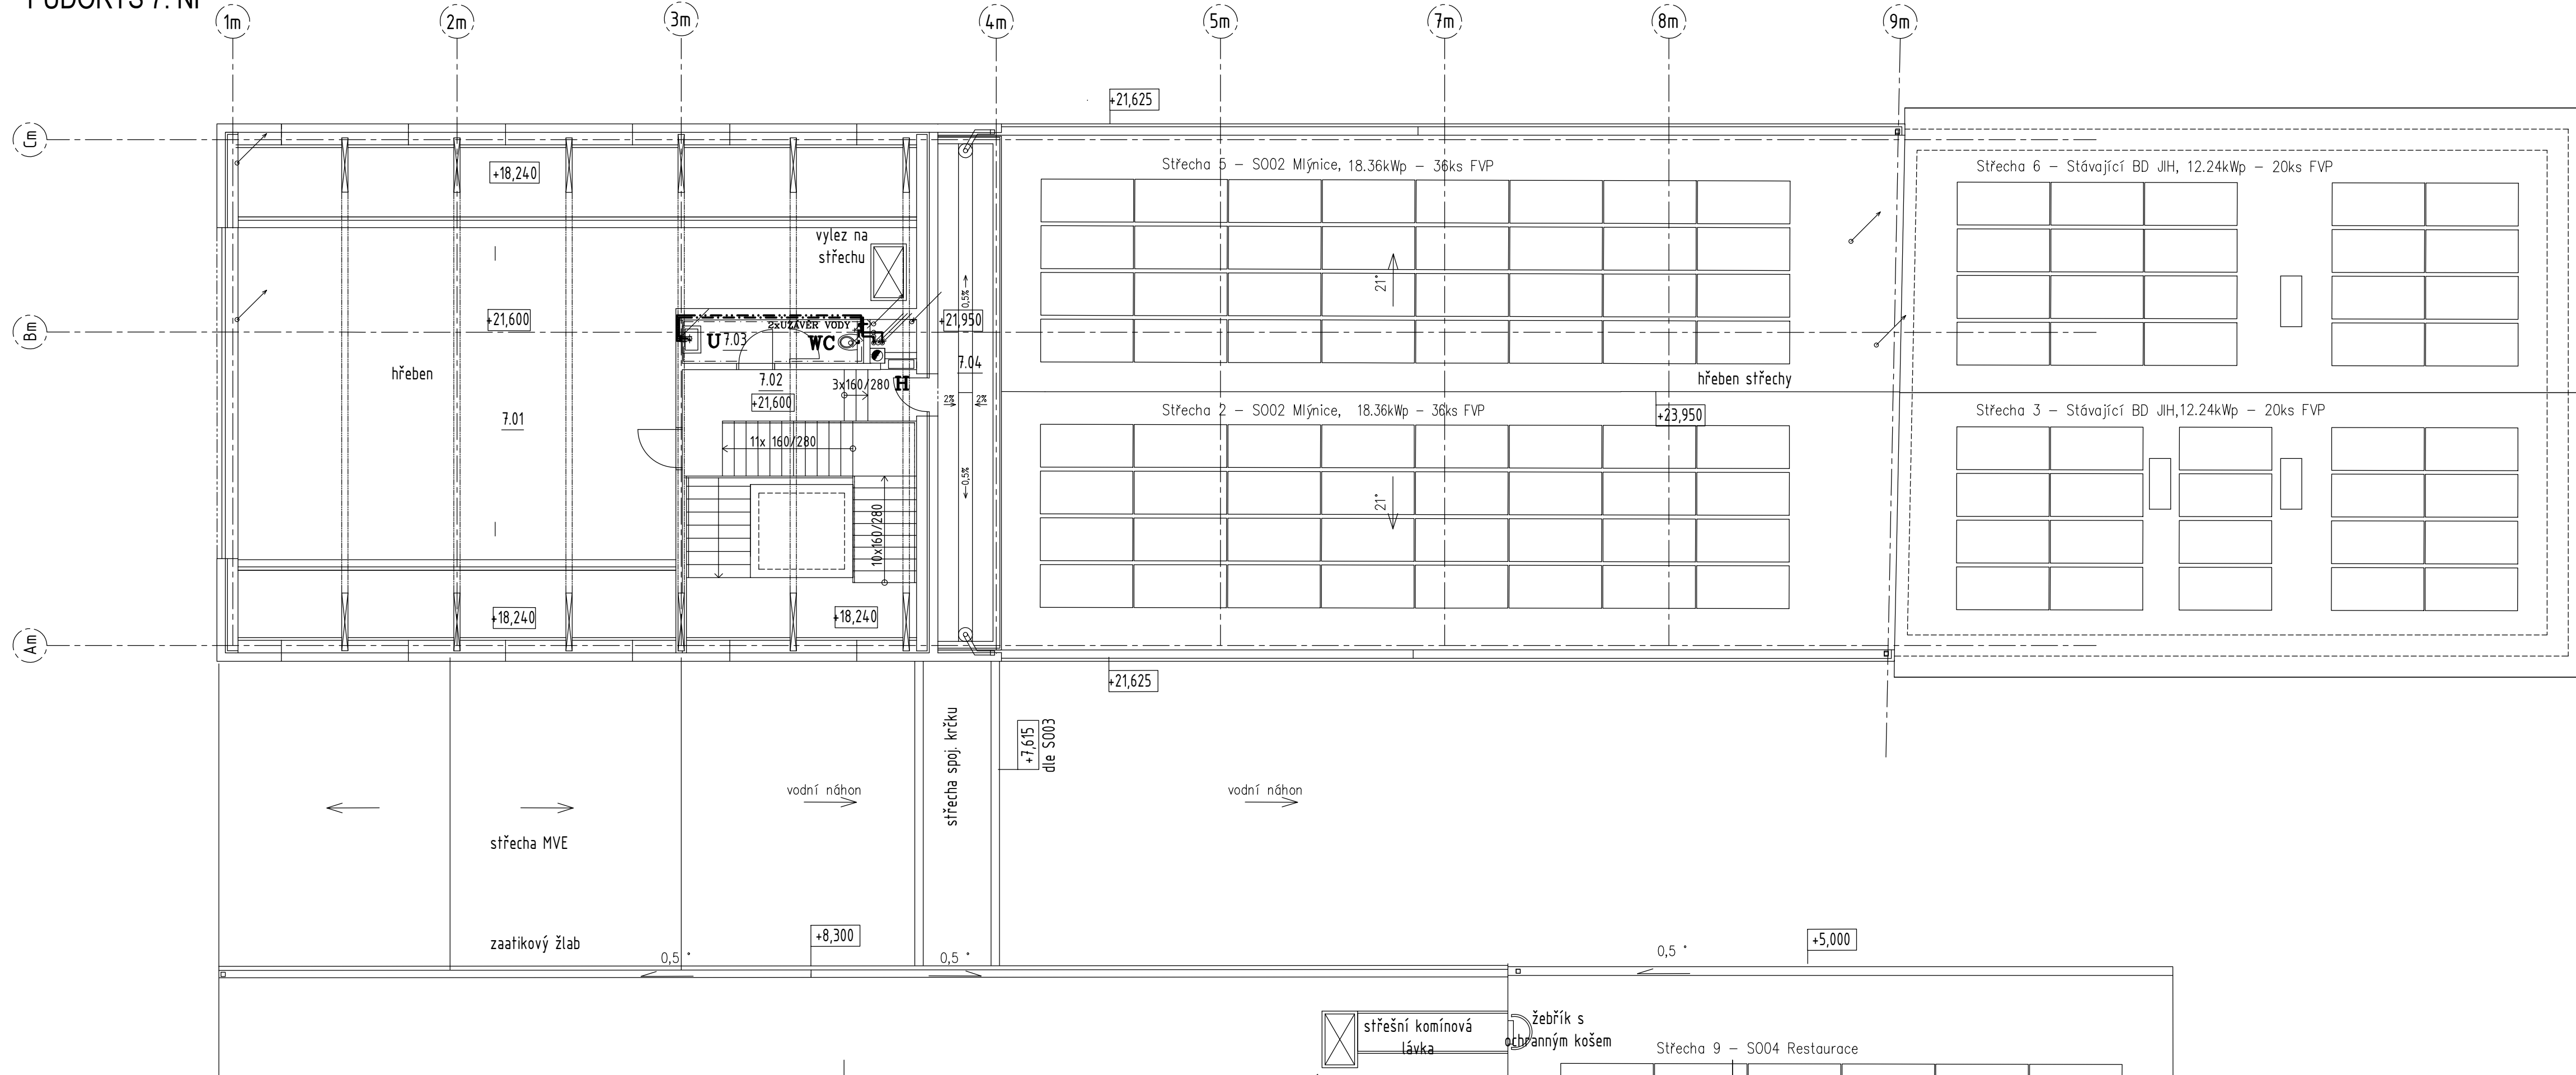 PŮDORYS 7. NP
1m
2m
3m
4m
5m
7m
8m
9m
+21,625
Cm
+18,240
Střecha 5 - SO02 Mlýnice, 18.36kWp - 36ks FVP
Střecha 6 - Stávající BD JIH, 12.24kWp - 20ks FVP
vylez na
střechu
0,5%
21°
+21,600
+21,950
Bm
2xUZÁVĚR VODY
U
7.03
WC
7.04
hřeben
7.02
3x160/280
H
hřeben střechy
+21,600
2%
2%
7.01
Střecha 2 - SO02 Mlýnice, 18.36kWp - 36ks FVP
+23,950
Střecha 3 - Stávající BD JIH,12.24kWp - 20ks FVP
11x 160/280
0,5%
21°
10x160/280
+18,240
+18,240
Am
+21,625
střecha spoj. krčku
+7,615
dle SO03
vodní náhon
vodní náhon
střecha MVE
zaatikový žlab
+8,300
+5,000
0,5 °
0,5 °
0,5 °
střešní komínová
lávka
žebřík s
ochranným košem
Střecha 9 - SO04 Restaurace